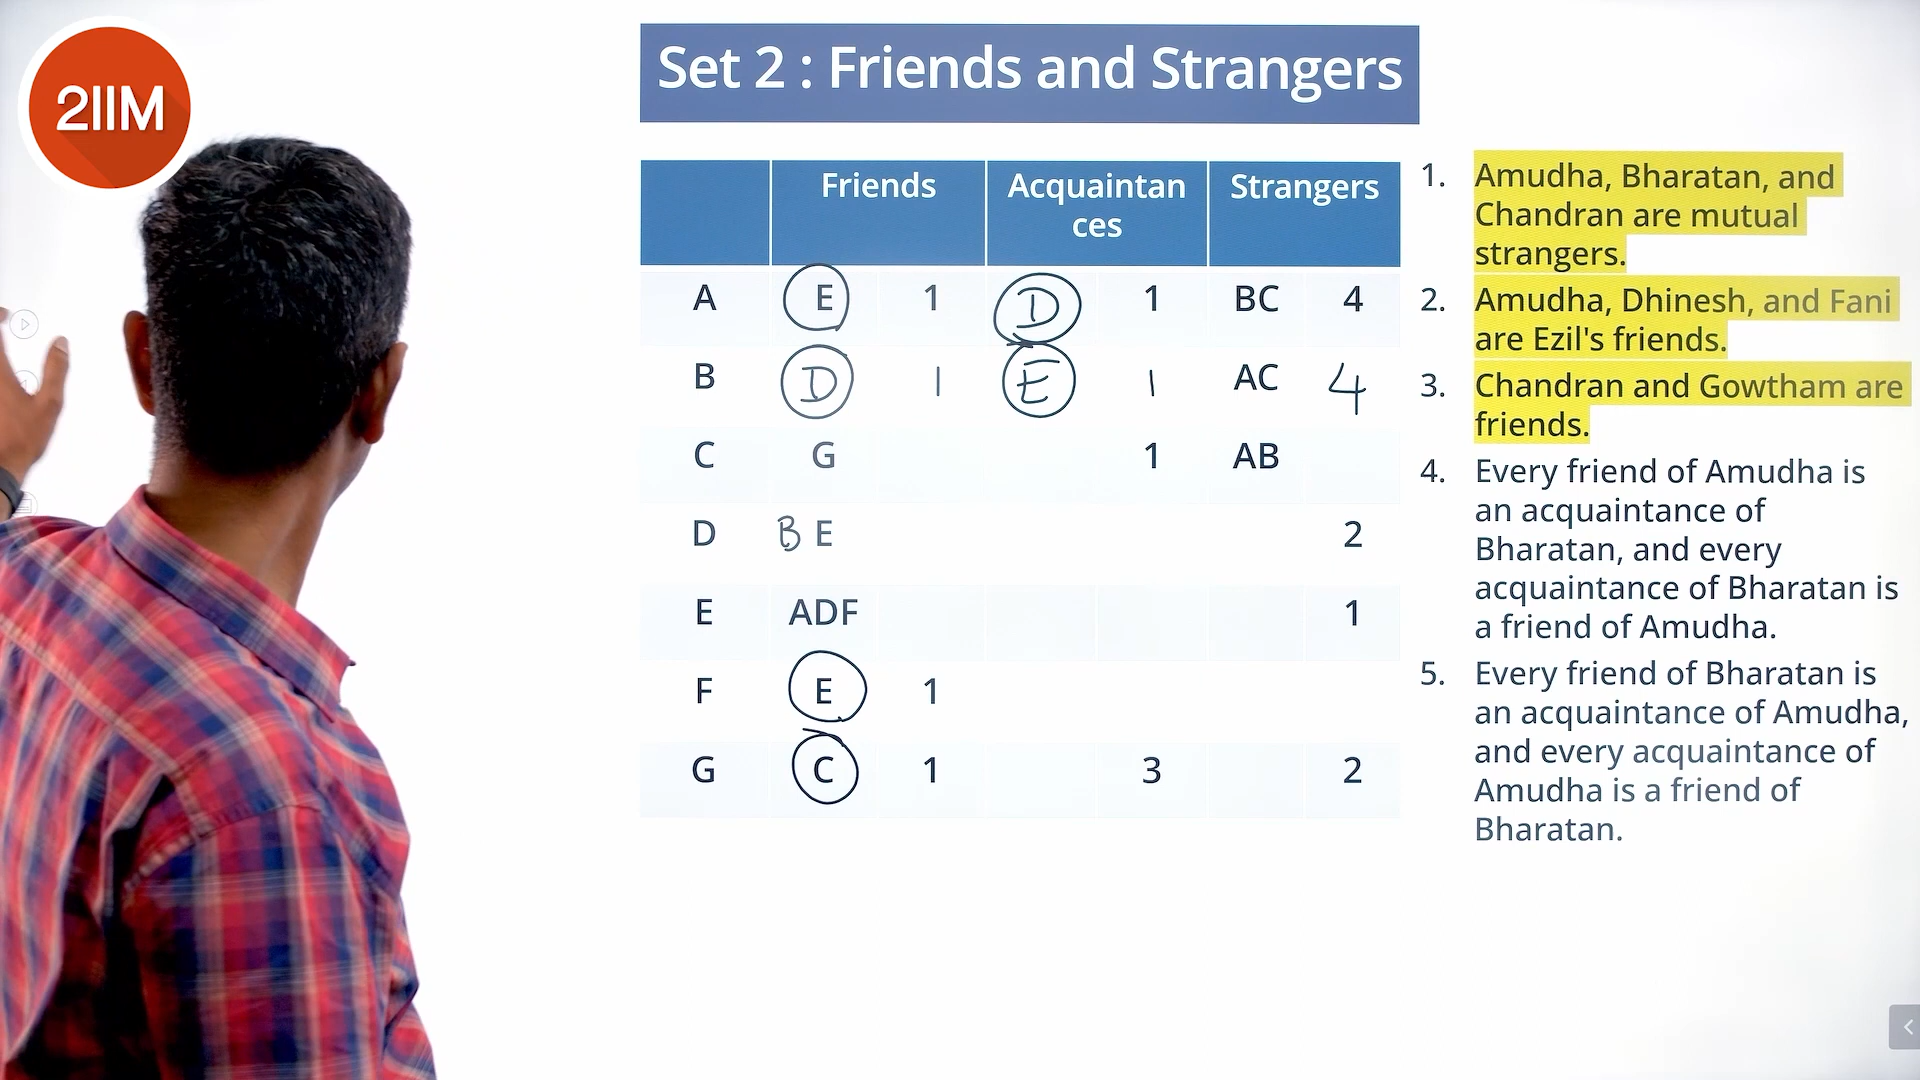 2IIM
Set 2 : Friends and Strangers
Friends Acquaintan Strangers
ces
A E 1 D 1 BC 4
B D 1 E 1 AC 4
C G 1 AB
D B E 2
E ADF 1
F E 1
G C 1 3 2
1. Amudha, Bharatan, and
Chandran are mutual
strangers.
2. Amudha, Dhinesh, and Fani
are Ezil's friends.
3. Chandran and Gowtham are
friends.
4. Every friend of Amudha is
an acquaintance of
Bharatan, and every
acquaintance of Bharatan is
a friend of Amudha.
5. Every friend of Bharatan is
an acquaintance of Amudha,
and every acquaintance of
Amudha is a friend of
Bharatan.